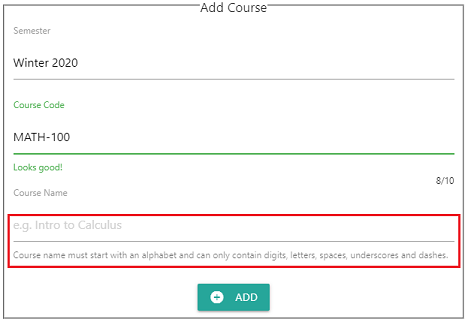 Add Course
Semester
Winter 2020
Course Code
MATH-100
Looks good!
8/10
Course Name
e.g. Intro to Calculus
Course name must start with an alphabet and can only contain digits, letters, spaces, underscores and dashes.
ADD